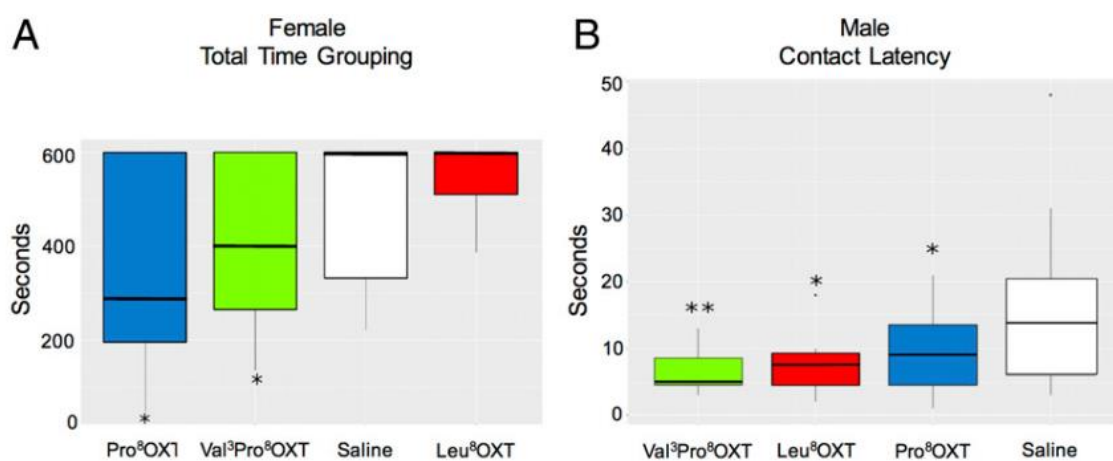 A
Female
Total Time Grouping
Seconds
600
400
200
0
*
*
Pro⁸OXT
Val³Pro⁸OXT
Saline
Leu⁸OXT
B
Male
Contact Latency
Seconds
50
40
30
20
10
0
**
*
*
Val³Pro⁸OXT
Leu⁸OXT
Pro⁸OXT
Saline